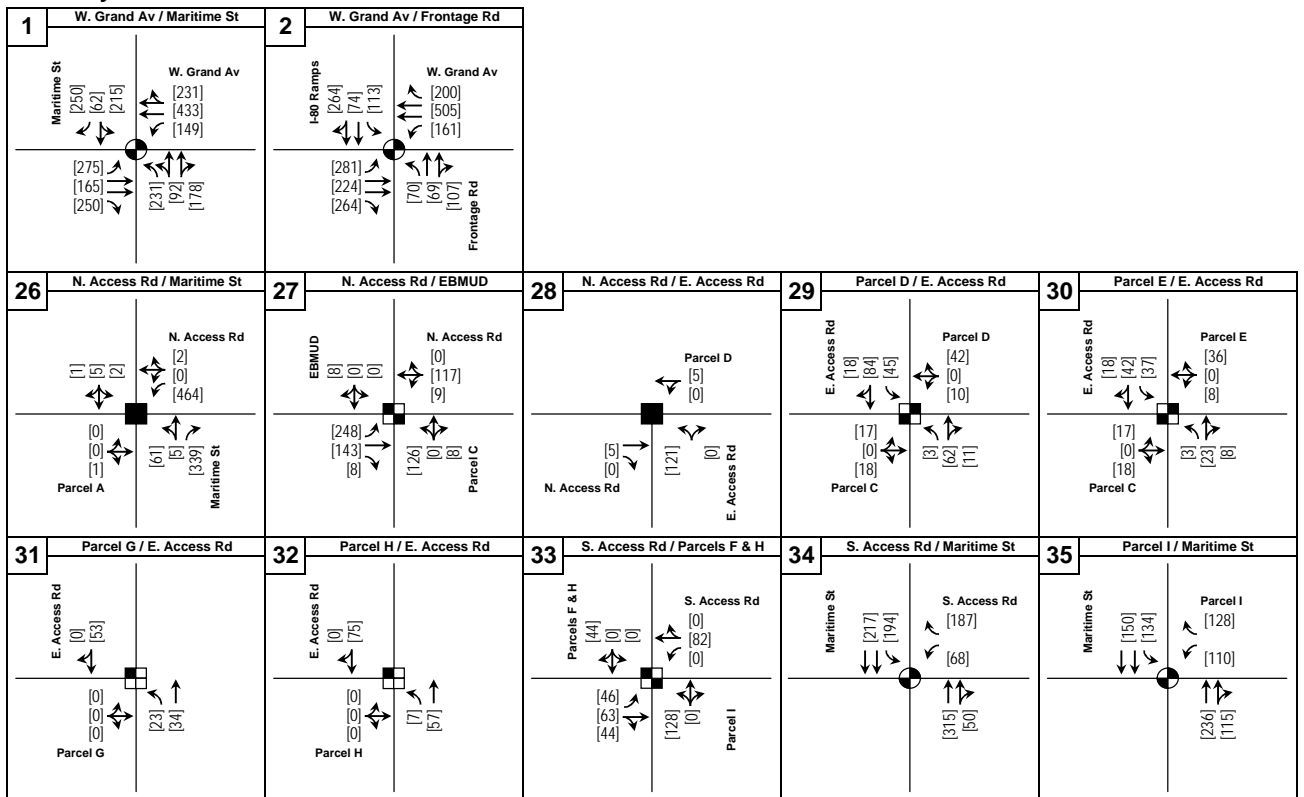 1
W. Grand Av / Maritime St
Maritime St
[250]
[62]
[215]
W. Grand Av
[231]
[433]
[149]
[275]
[165]
[250]
[231]
[92]
[178]
2
W. Grand Av / Frontage Rd
I-80 Ramps
[264]
[74]
[113]
W. Grand Av
[200]
[505]
[161]
[281]
[224]
[264]
[70]
[69]
[107]
Frontage Rd
26
N. Access Rd / Maritime St
[1]
[5]
[2]
N. Access Rd
[2]
[0]
[464]
[0]
[0]
[1]
Parcel A
[61]
[5]
[339]
Maritime St
27
N. Access Rd / EBMUD
EBMUD
[8]
[0]
[0]
N. Access Rd
[0]
[117]
[9]
[248]
[143]
[8]
[126]
[0]
[8]
Parcel C
28
N. Access Rd / E. Access Rd
Parcel D
[5]
[0]
[5]
[0]
N. Access Rd
[121]
[0]
E. Access Rd
29
Parcel D / E. Access Rd
E. Access Rd
[18]
[84]
[45]
Parcel D
[42]
[0]
[10]
[17]
[0]
[18]
Parcel C
[3]
[62]
[11]
30
Parcel E / E. Access Rd
E. Access Rd
[18]
[42]
[37]
Parcel E
[36]
[0]
[8]
[17]
[0]
[18]
Parcel C
[3]
[23]
[8]
31
Parcel G / E. Access Rd
E. Access Rd
[0]
[53]
[0]
[0]
[0]
Parcel G
[23]
[34]
32
Parcel H / E. Access Rd
E. Access Rd
[0]
[75]
[0]
[0]
[0]
Parcel H
[7]
[57]
33
S. Access Rd / Parcels F & H
Parcels F & H
[44]
[0]
[0]
S. Access Rd
[0]
[82]
[0]
[46]
[63]
[44]
[128]
[0]
Parcel I
34
S. Access Rd / Maritime St
Maritime St
[217]
[194]
S. Access Rd
[187]
[68]
[315]
[50]
35
Parcel I / Maritime St
Maritime St
[150]
[134]
Parcel I
[128]
[110]
[236]
[115]